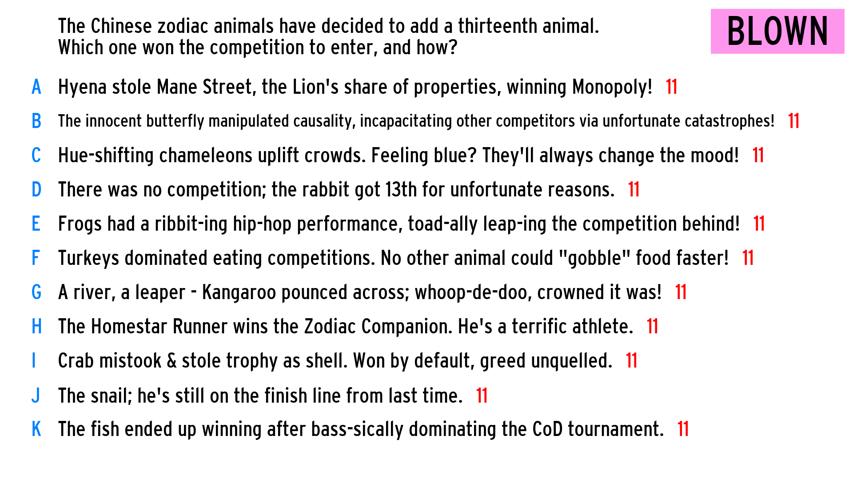 The Chinese zodiac animals have decided to add a thirteenth animal.
Which one won the competition to enter, and how?
BLOWN
A Hyena stole Mane Street, the Lion's share of properties, winning Monopoly! 11
B The innocent butterfly manipulated causality, incapacitating other competitors via unfortunate catastrophes! 11
C Hue-shifting chameleons uplift crowds. Feeling blue? They'll always change the mood! 11
D There was no competition; the rabbit got 13th for unfortunate reasons. 11
E Frogs had a ribbit-ing hip-hop performance, toad-ally leap-ing the competition behind! 11
F Turkeys dominated eating competitions. No other animal could "gobble" food faster! 11
G A river, a leaper - Kangaroo pounced across; whoop-de-doo, crowned it was! 11
H The Homestar Runner wins the Zodiac Companion. He's a terrific athlete. 11
I Crab mistook & stole trophy as shell. Won by default, greed unquelled. 11
J The snail; he's still on the finish line from last time. 11
K The fish ended up winning after bass-sically dominating the CoD tournament. 11